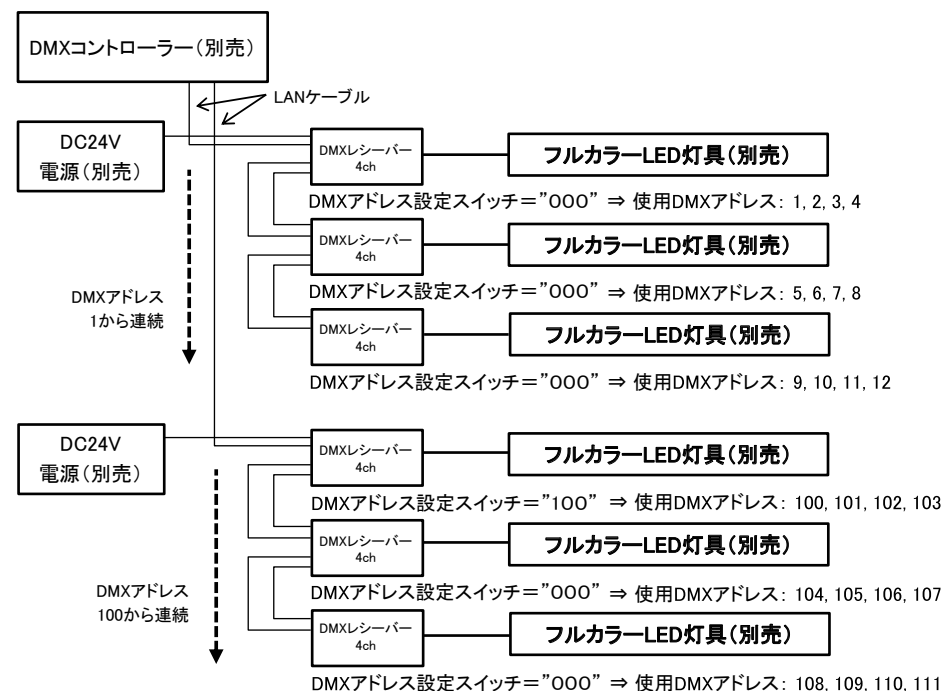 DMXコントローラー(別売)
LANケーブル
DC24V
電源(別売)
DMXレシーバー
4ch
フルカラーLED灯具(別売)
DMXアドレス設定スイッチ="000" ⇒ 使用DMXアドレス: 1, 2, 3, 4
DMXレシーバー
4ch
フルカラーLED灯具(別売)
DMXアドレス設定スイッチ="000" ⇒ 使用DMXアドレス: 5, 6, 7, 8
DMXアドレス
1から連続
DMXレシーバー
4ch
フルカラーLED灯具(別売)
DMXアドレス設定スイッチ="000" ⇒ 使用DMXアドレス: 9, 10, 11, 12
DC24V
電源(別売)
DMXレシーバー
4ch
フルカラーLED灯具(別売)
DMXアドレス設定スイッチ="100" ⇒ 使用DMXアドレス: 100, 101, 102, 103
DMXレシーバー
4ch
フルカラーLED灯具(別売)
DMXアドレス設定スイッチ="000" ⇒ 使用DMXアドレス: 104, 105, 106, 107
DMXアドレス
100から連続
DMXレシーバー
4ch
フルカラーLED灯具(別売)
DMXアドレス設定スイッチ="000" ⇒ 使用DMXアドレス: 108, 109, 110, 111